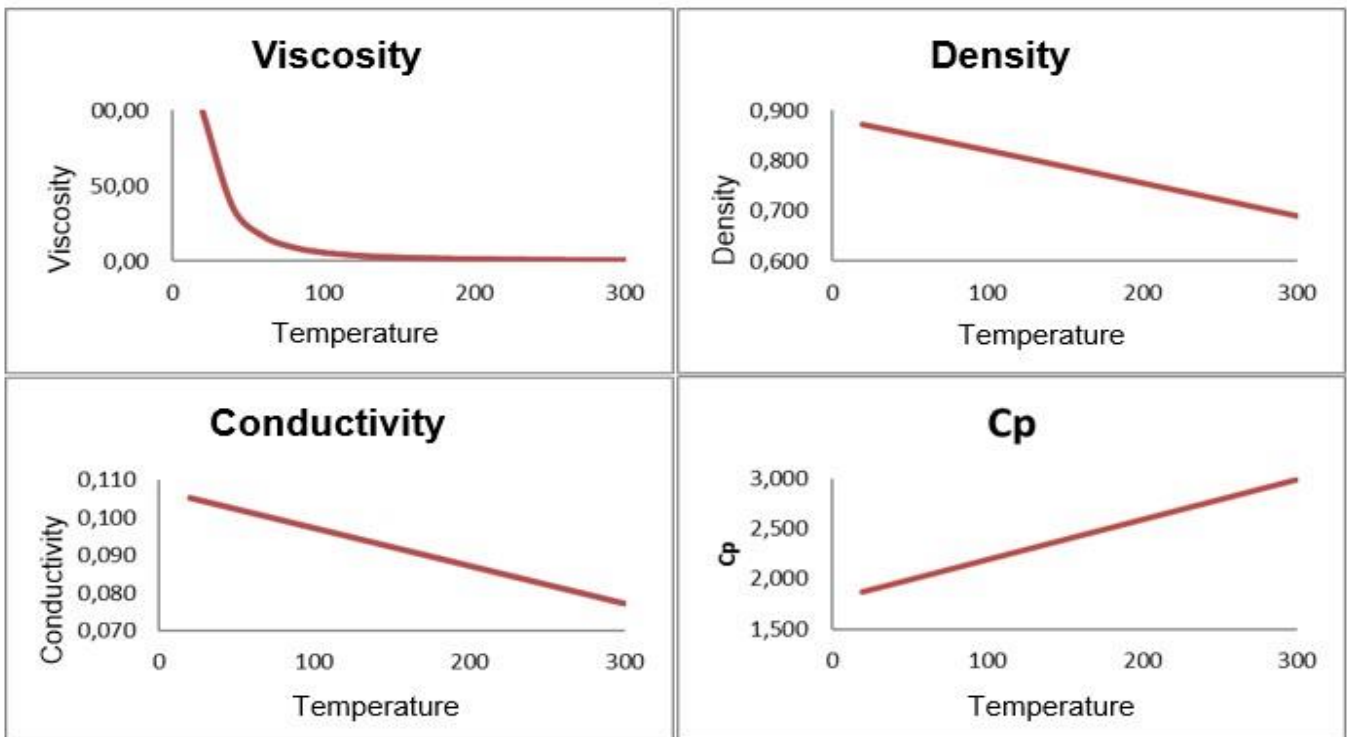 Viscosity
00,00
50,00
0,00
Viscosity
0 100 200 300
Temperature
Density
0,900
0,800
0,700
0,600
Density
0 100 200 300
Temperature
Conductivity
0,110
0,100
0,090
0,080
0,070
Conductivity
0 100 200 300
Temperature
Cp
3,000
2,500
2,000
1,500
Cp
0 100 200 300
Temperature